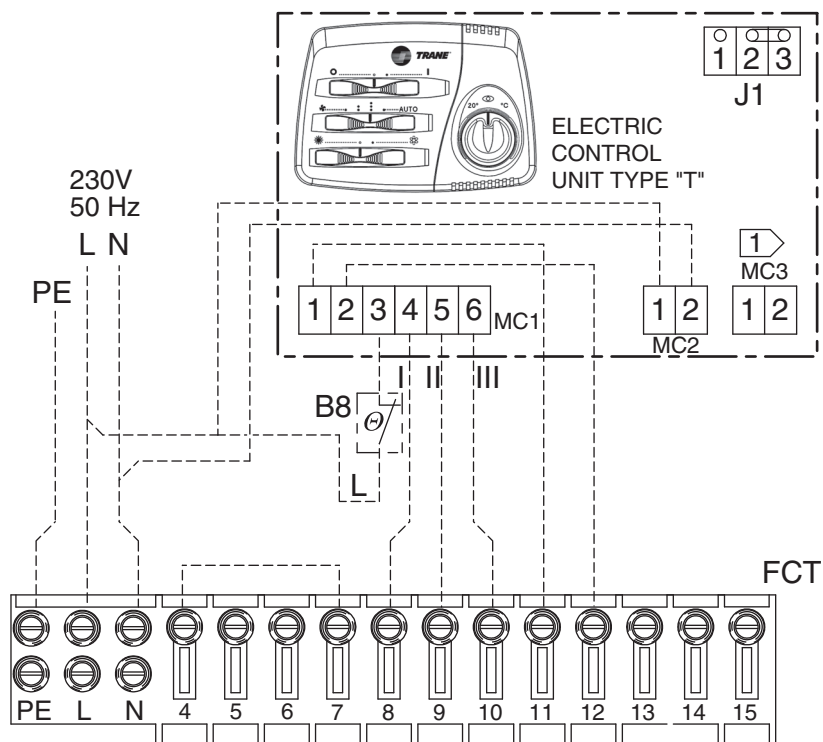 TRANE
O I
AUTO
20° °C
1 2 3
J1
ELECTRIC
CONTROL
UNIT TYPE "T"
230V
50 Hz
L N
PE
1
MC3
1 2 3 4 5 6 MC1
1 2
MC2
1 2
I II III
B8
Θ
L
FCT
PE L N 4 5 6 7 8 9 10 11 12 13 14 15